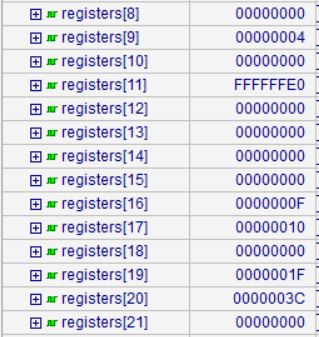 registers[8] 00000000
registers[9] 00000004
registers[10] 00000000
registers[11] FFFFFFE0
registers[12] 00000000
registers[13] 00000000
registers[14] 00000000
registers[15] 00000000
registers[16] 0000000F
registers[17] 00000010
registers[18] 00000000
registers[19] 0000001F
registers[20] 0000003C
registers[21] 00000000